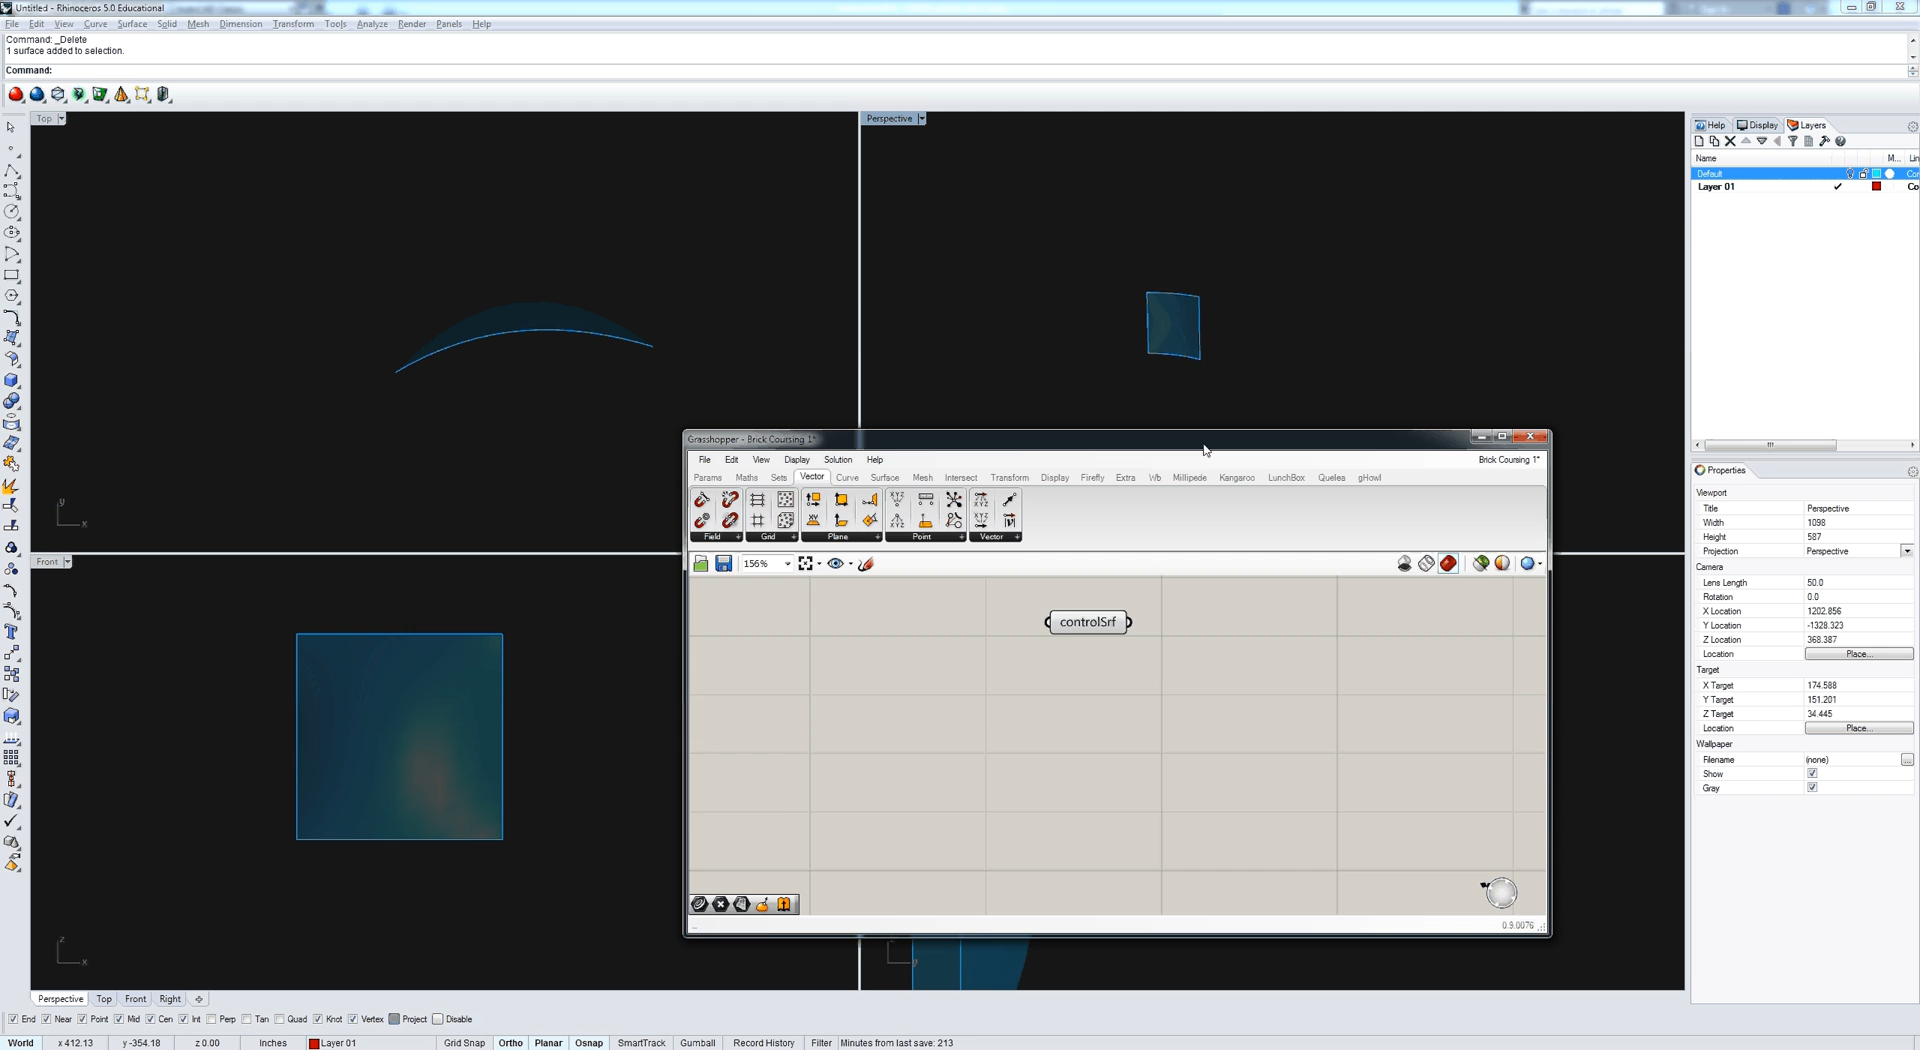 Untitled - Rhinoceros 5.0 Educational
File Edit View Curve Surface Solid Mesh Dimension Transform Tools Analyze Render Panels Help
Command: _Delete
1 surface added to selection.
Command:
Top
Perspective
Help Display Layers
Name M... Lin
Default Con
Layer 01 Co
y
x
Grasshopper - Brick Coursing 1*
File Edit View Display Solution Help Brick Coursing 1*
Params Maths Sets Vector Curve Surface Mesh Intersect Transform Display Firefly Extra Wb Millipede Kangaroo LunchBox Quelea gHowl
Field + Grid + Plane + Point + Vector +
156%
controlSrf
0.9.0076
Properties
Viewport
Title Perspective
Width 1098
Height 587
Projection Perspective
Camera
Lens Length 50.0
Rotation 0.0
X Location 1202.856
Y Location -1328.323
Z Location 368.387
Location Place...
Target
X Target 174.588
Y Target 151.201
Z Target 34.445
Location Place...
Wallpaper
Filename (none) ...
Show
Gray
Front
z
x
Perspective Top Front Right
End Near Point Mid Cen Int Perp Tan Quad Knot Vertex Project Disable
World x 412.13 y -354.18 z 0.00 Inches Layer 01 Grid Snap Ortho Planar Osnap SmartTrack Gumball Record History Filter Minutes from last save: 213